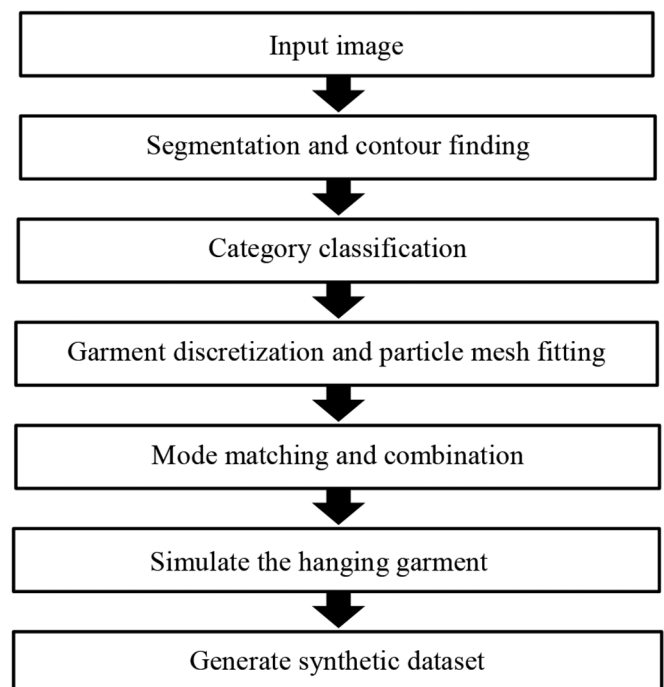 Input image
Segmentation and contour finding
Category classification
Garment discretization and particle mesh fitting
Mode matching and combination
Simulate the hanging garment
Generate synthetic dataset